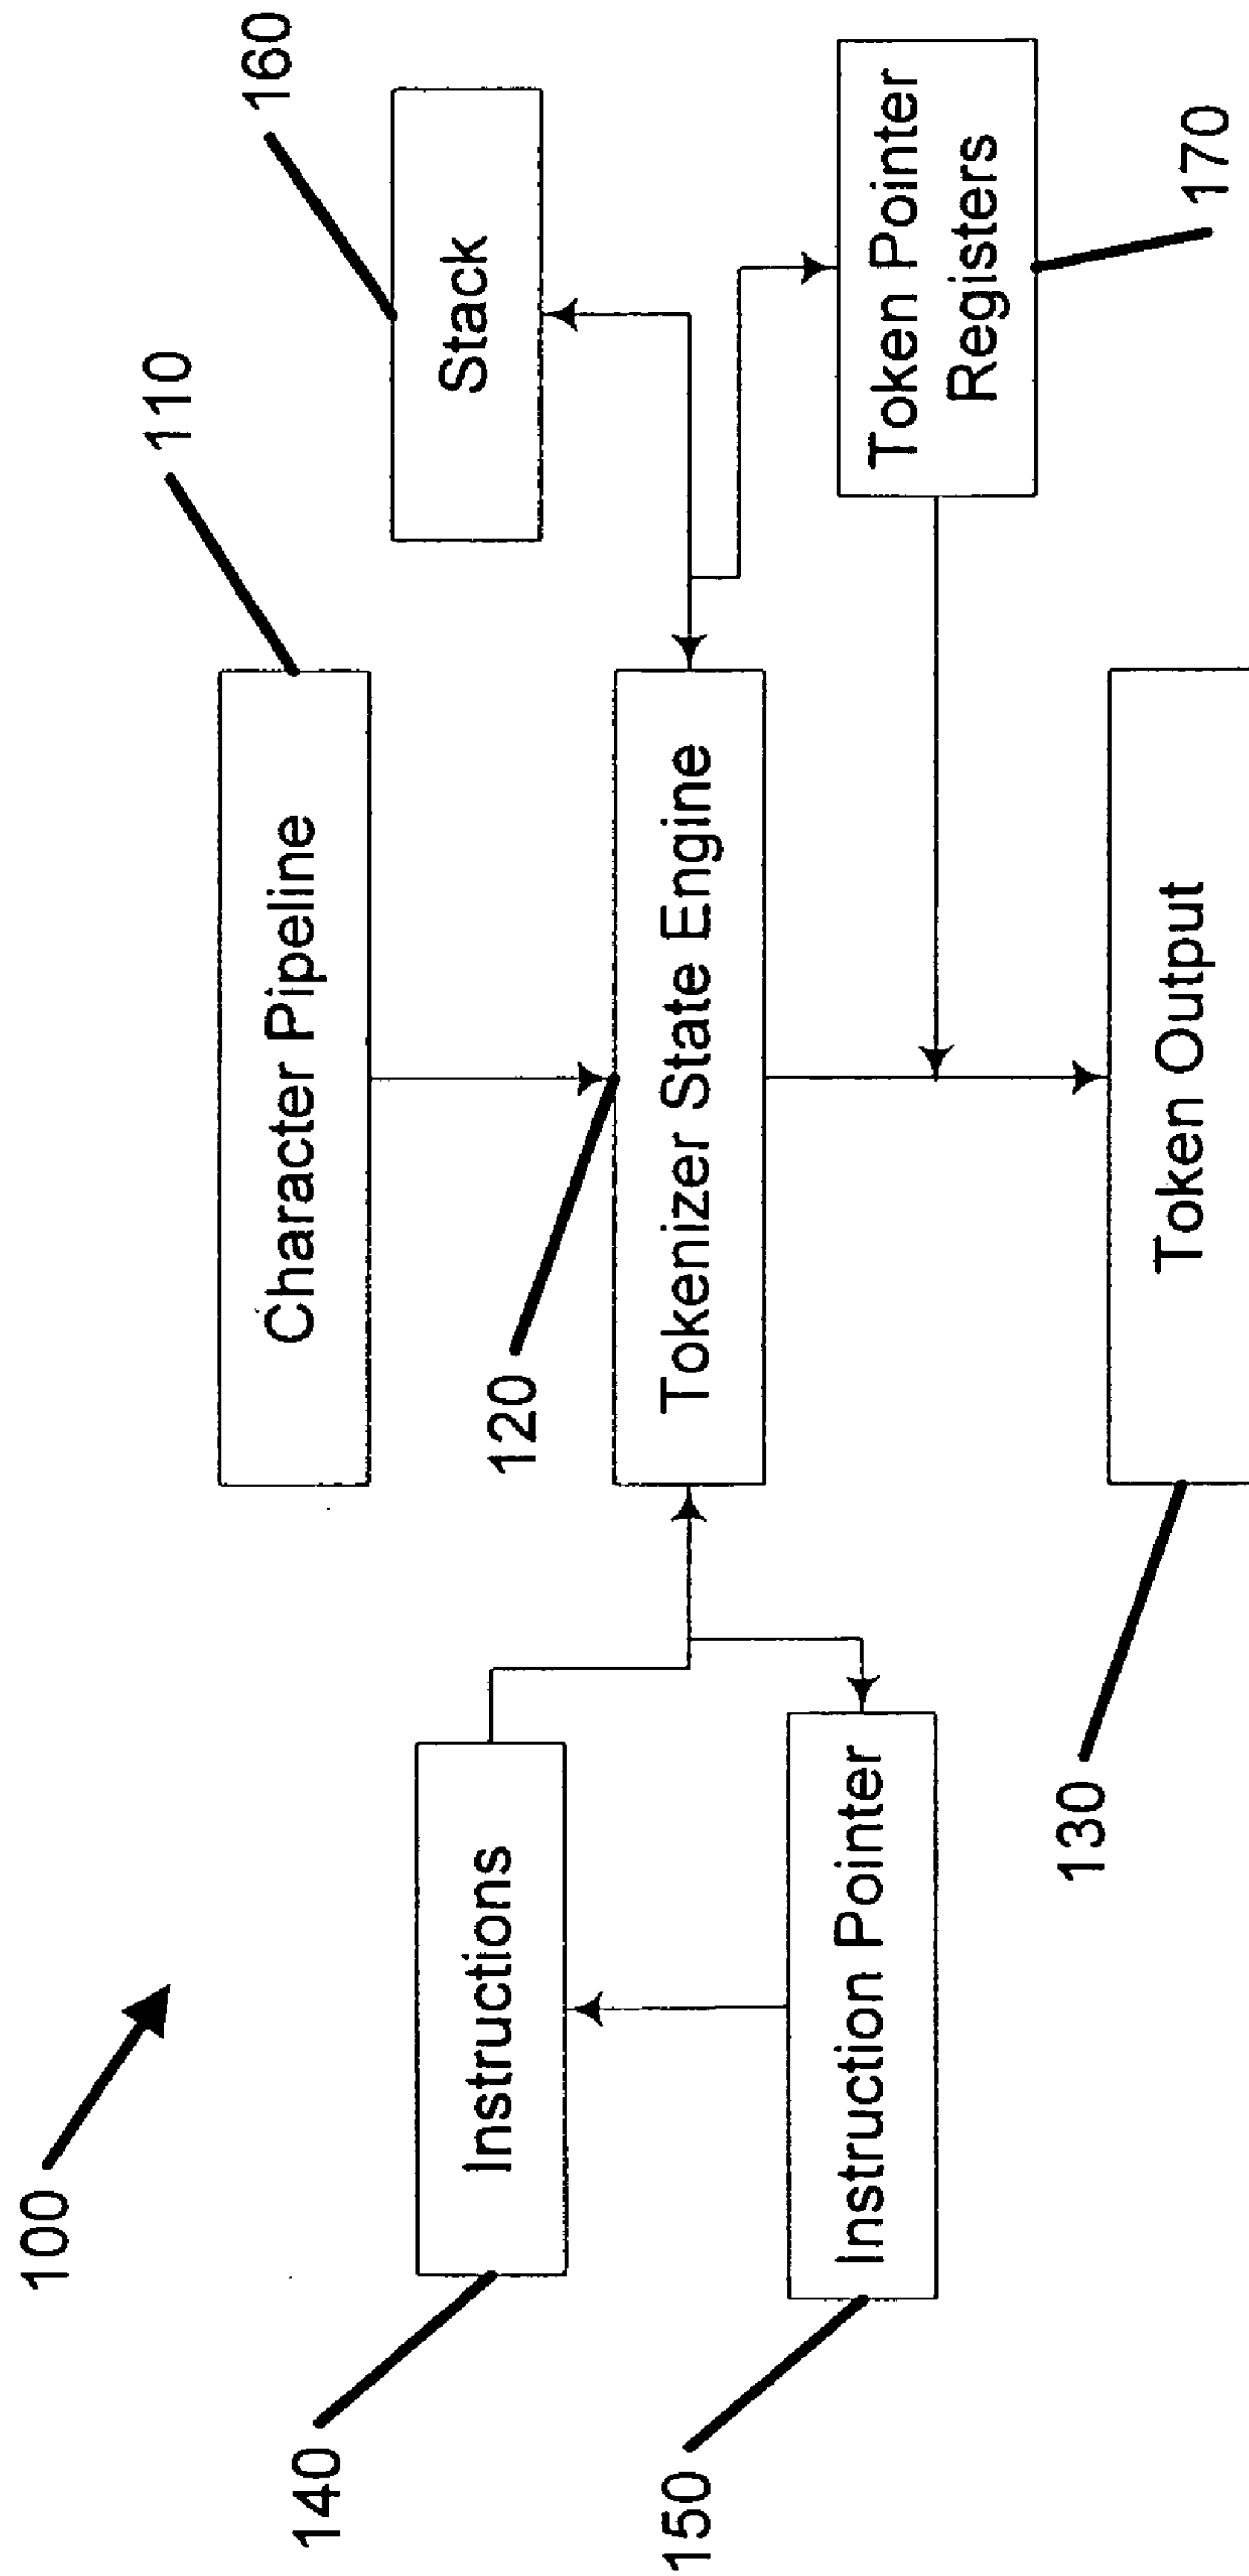 100
110
Character Pipeline
160
Stack
140
Instructions
120
Tokenizer State Engine
150
Instruction Pointer
Token Pointer
Registers
170
130
Token Output